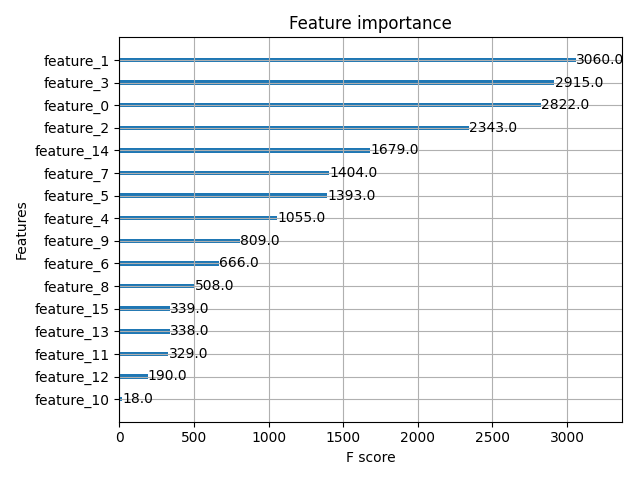 Feature importance
feature_1 3060.0
feature_3 2915.0
feature_0 2822.0
feature_2 2343.0
feature_14 1679.0
feature_7 1404.0
feature_5 1393.0
feature_4 1055.0
feature_9 809.0
feature_6 666.0
feature_8 508.0
feature_15 339.0
feature_13 338.0
feature_11 329.0
feature_12 190.0
feature_10 18.0
Features
0 500 1000 1500 2000 2500 3000
F score